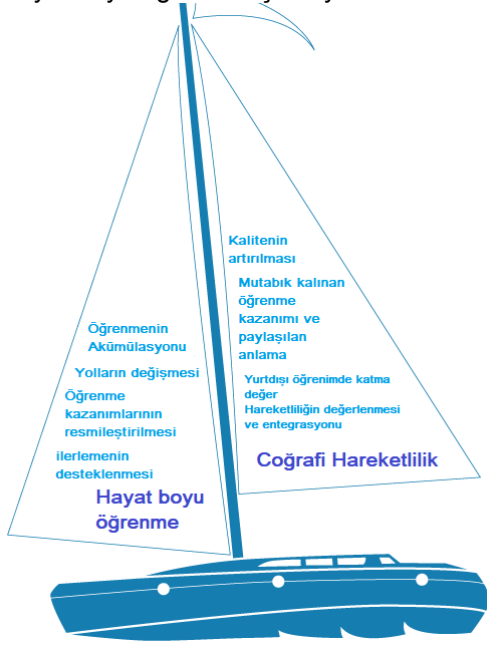 Öğrenmenin
Akümülasyonu
Yolların değişmesi
Öğrenme
kazanımlarının
resmileştirilmesi
ilerlemenin
desteklenmesi
Hayat boyu
öğrenme
Kalitenin
artırılması
Mutabık kalınan
öğrenme
kazanımı ve
paylaşılan
anlama
Yurtdışı öğrenimde katma
değer
Hareketliliğin değerlenmesi
ve entegrasyonu
Coğrafi Hareketlilik